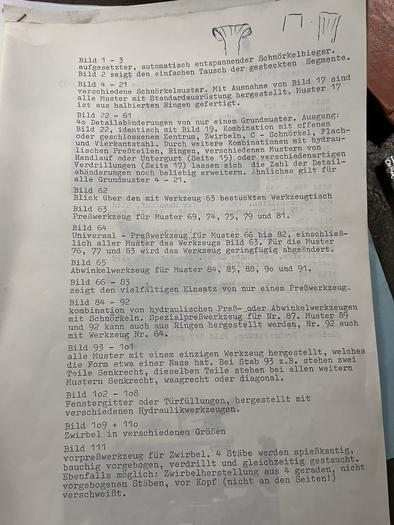 Bild 1 - 3
aufgesetzter, automatisch entspannender Schnörkelbieger.
Bild 2 zeigt den einfachen Tausch der gesteckten Segmente.
Bild 4 - 21
verschiedene Schnörkelmuster. Mit Ausnahme von Bild 17 sind
alle Muster mit Standardausrüstung hergestellt. Muster 17
ist aus halbierten Ringen gefertigt.
Bild 22 - 61
4o Detailabänderungen von nur einem Grundmuster. Ausgang:
Bild 22, identisch mit Bild 19. Kombination mit offenem
oder geschlossenem Zentrum, Zwirbeln, C - Schnörkel, Flach-
und Vierkantstahl. Durch weitere Kombinationen mit hydrau-
lischen Preßteilen, Ringen, verschiedenen Mustern von
Handlauf oder Untergurt (Seite 15) oder verschiedenartigen
Verdrillungen (Seite 17) lassen sich die Zahl der Detail-
abänderungen noch beliebig erweitern. Ähnliches gilt für
alle Grundmuster 4 - 21.
Bild 62
Blick über den mit Werkzeug 63 bestückten Werkzeugtisch
Bild 63
Preßwerkzeug für Muster 69, 74, 75, 79 und 81.
Bild 64
Universal - Preßwerkzeug für Muster 66 bis 82, einschließ-
lich aller Muster des Werkzeugs Bild 63. Für die Muster
76, 77 und 83 wird das Werkzeug geringfügig abgeändert.
Bild 65
Abwinkelwerkzeug für Muster 84, 85, 88, 9o und 91.
Bild 66 - 83
zeigt den vielfältigen Einsatz von nur einem Preßwerkzeug.
Bild 84 - 92
kombination von hydraulischen Preß- oder Abwinkelwerkzeugen
mit Schnörkeln. Spezialpreßwerkzeug für Nr. 87. Muster 89
und 92 kann auch aus Ringen hergestellt werden, Nr. 92 auch
mit Werkzeug Nr. 64.
Bild 93 - 1o1
alle Muster mit einem einzigen Werkzeug hergestellt, welches
die Form etwa einer Nase hat. Bei Stab 93 z.B. stehen zwei
Teile Senkrecht, dieselben Teile stehen bei allen weitern
Mustern Senkrecht, waagrecht oder diagonal.
Bild 1o2 - 1o8
Fenstergitter oder Türfüllungen, hergestellt mit
verschiedenen Hydraulikwerkzeugen.
Bild 1o9 + 11o
Zwirbel in verschiedenen Größen
Bild 111
vorpreßwerkzeug für Zwirbel. 4 Stäbe werden spießkantig,
bauchig vorgebogen, verdrillt und gleichzeitig gestaucht.
Ebenfalls möglich: Zwirbelherstellung aus 4 geraden, nicht
vorgebogenen Stäben, vor Kopf (nicht an den Seiten!)
verschweißt.